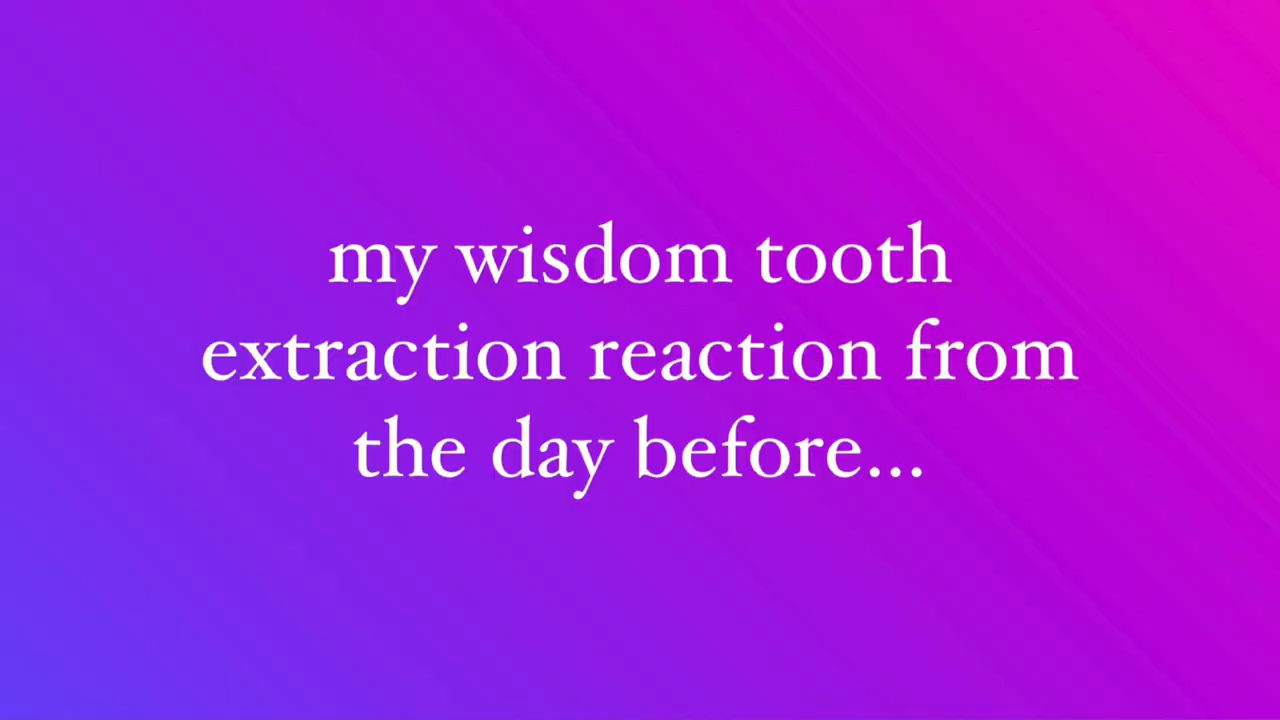 my wisdom tooth
extraction reaction from
the day before...